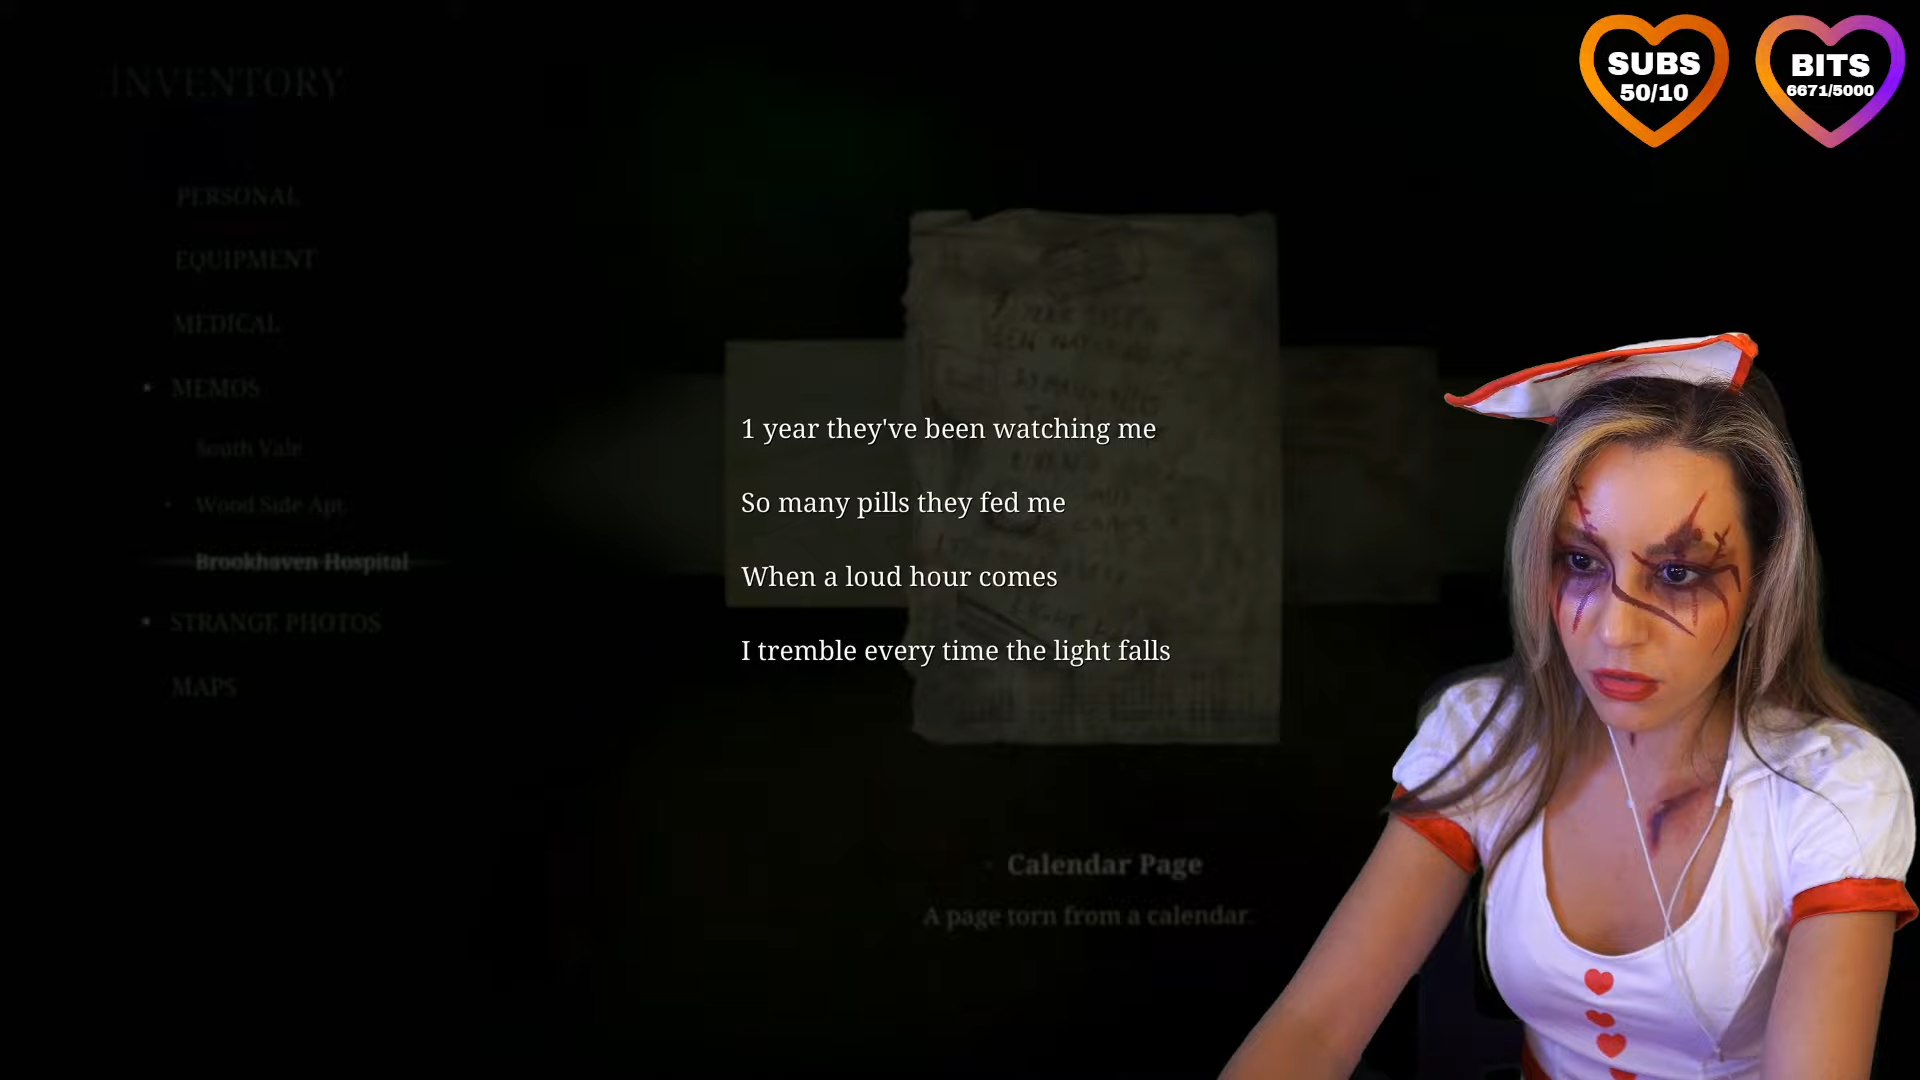 INVENTORY
SUBS
50/10
BITS
6671/5000
PERSONAL
EQUIPMENT
MEDICAL
MEMOS
South Vale
Wood Side Apt.
Brookhaven Hospital
STRANGE PHOTOS
MAPS
1 year they've been watching me
So many pills they fed me
When a loud hour comes
I tremble every time the light falls
Calendar Page
A page torn from a calendar.